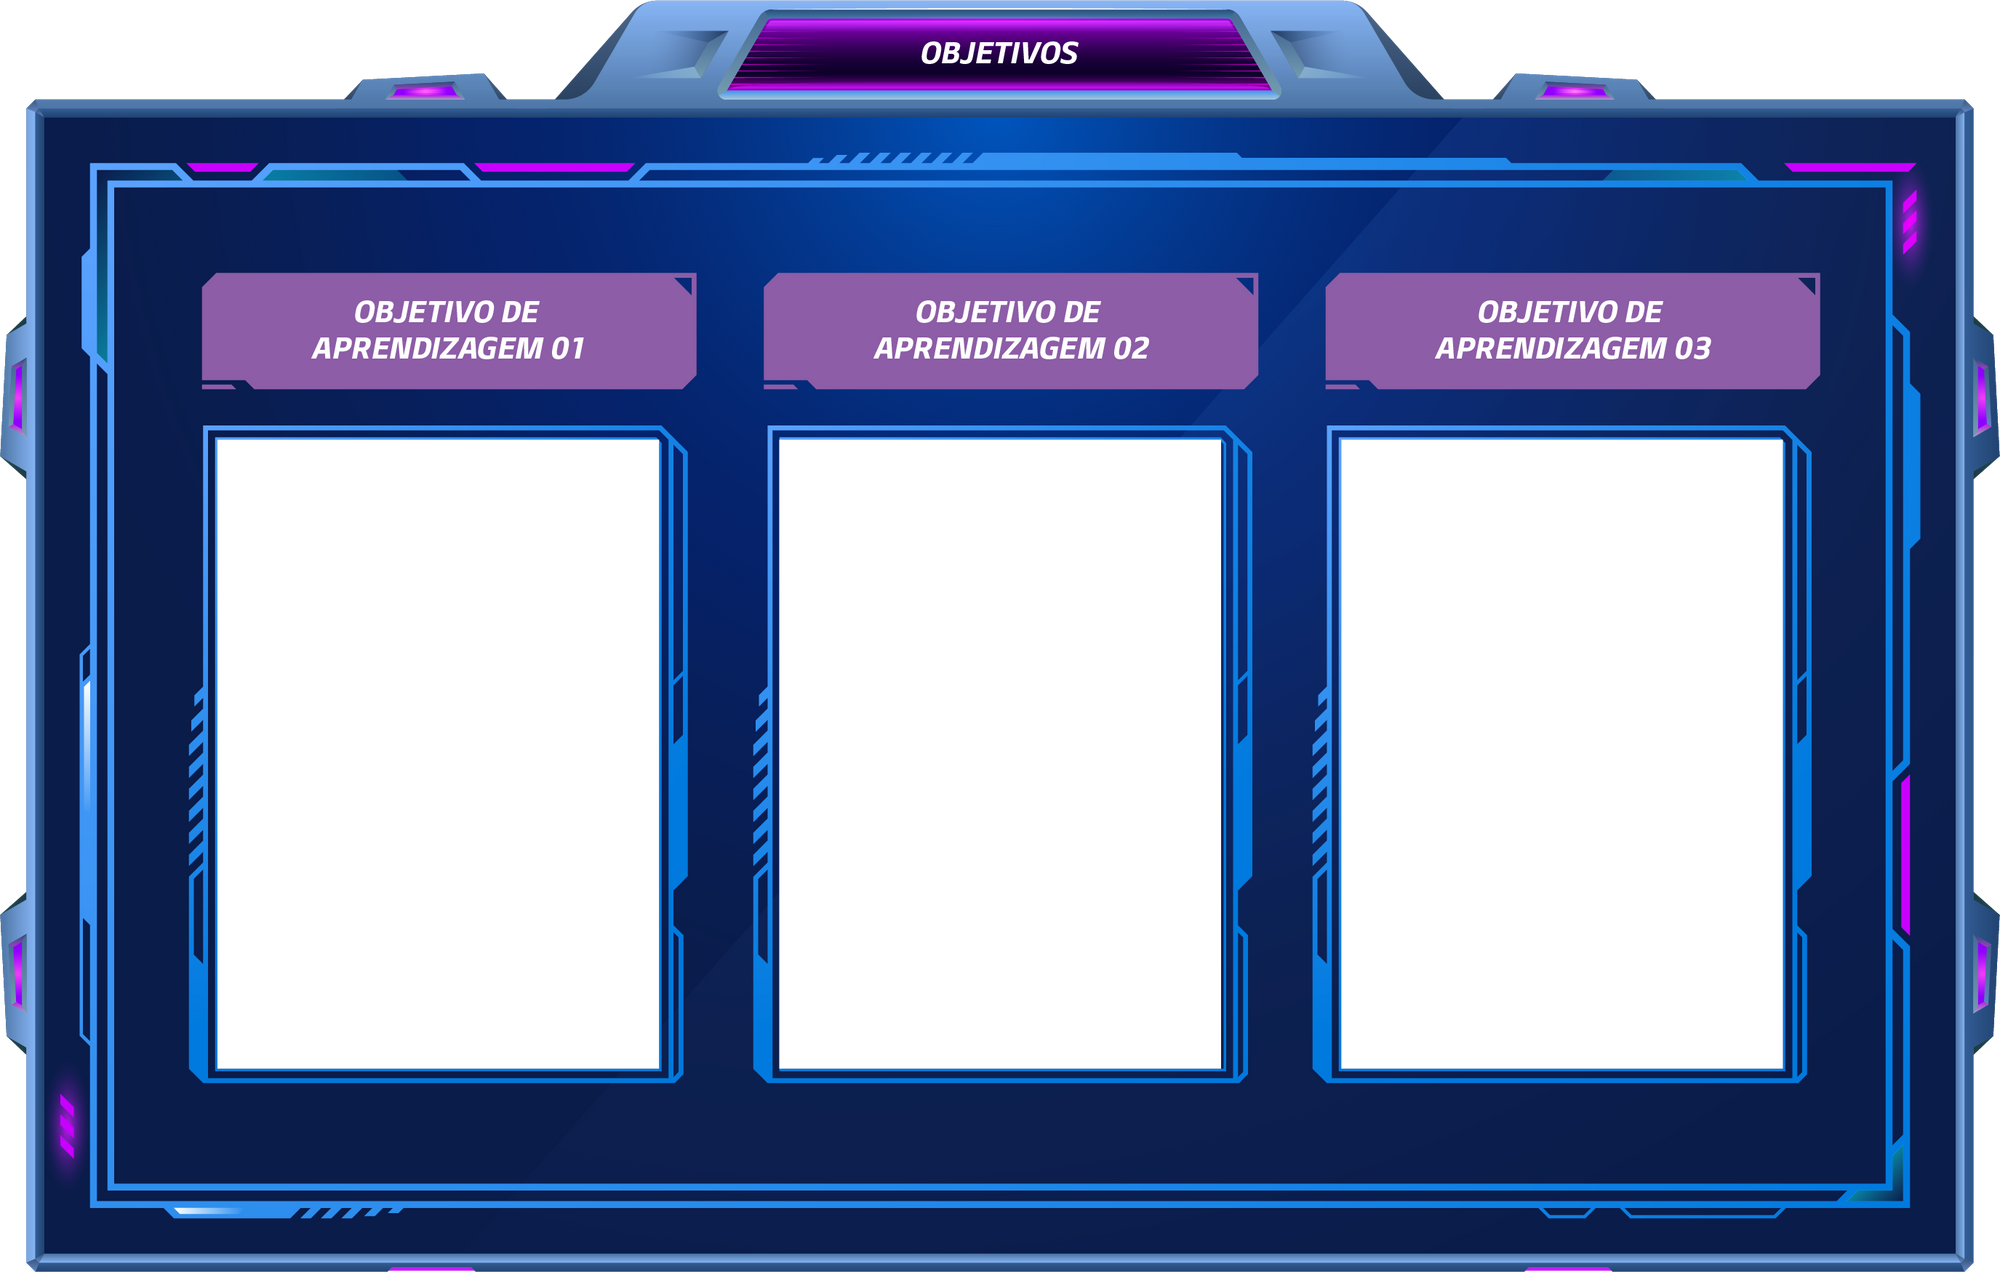 OBJETIVOS
OBJETIVO DE
APRENDIZAGEM 01
OBJETIVO DE
APRENDIZAGEM 02
OBJETIVO DE
APRENDIZAGEM 03